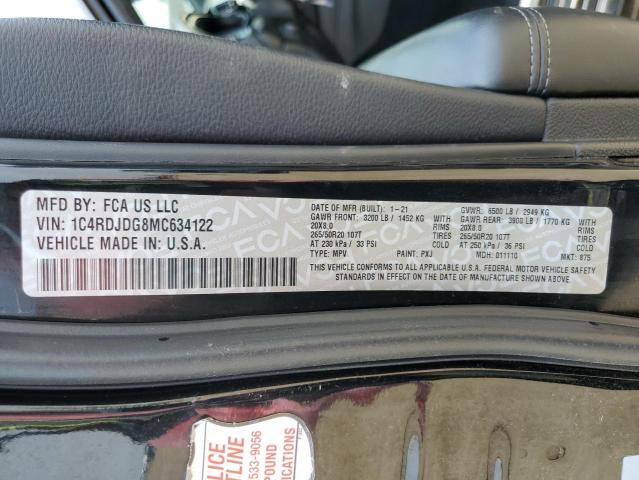 MFD BY: FCA US LLC
VIN: 1C4RDJDG8MC634122
VEHICLE MADE IN: U.S.A.
DATE OF MFR (BUILT): 1-21
GAWR FRONT: 3200 LB / 1452 KG
20X8.0 RIMS
265/50R20 107T TIRES
AT 230 kPa / 33 PSI COLD
TYPE: MPV PAINT: PXJ
GVWR: 6500 LB / 2949 KG
GAWR REAR: 3900 LB / 1770 KG
20X8.0 RIMS
265/50R20 107T TIRES
AT 250 kPa / 36 PSI COLD
MDH: 011110 MKT: 875
THIS VEHICLE CONFORMS TO ALL APPLICABLE U.S.A. FEDERAL MOTOR VEHICLE SAFETY
STANDARDS IN EFFECT ON THE DATE OF MANUFACTURE SHOWN ABOVE
533-9056